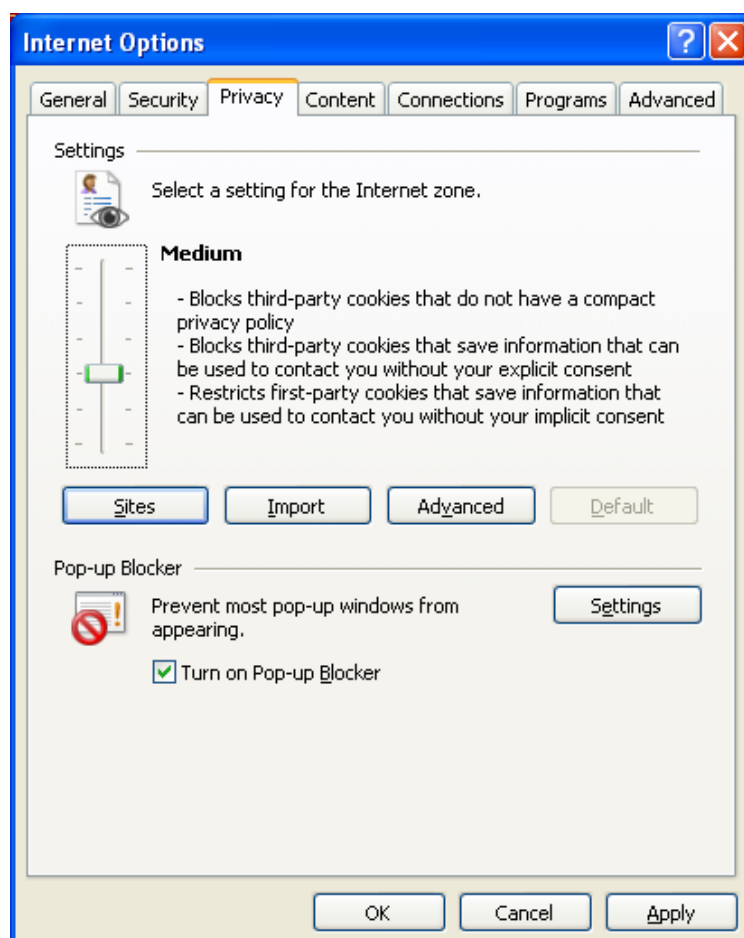 Internet Options
General Security Privacy Content Connections Programs Advanced
Settings
Select a setting for the Internet zone.
Medium
- Blocks third-party cookies that do not have a compact
privacy policy
- Blocks third-party cookies that save information that can
be used to contact you without your explicit consent
- Restricts first-party cookies that save information that
can be used to contact you without your implicit consent
Sites Import Advanced Default
Pop-up Blocker
Prevent most pop-up windows from
appearing.
Settings
Turn on Pop-up Blocker
OK Cancel Apply